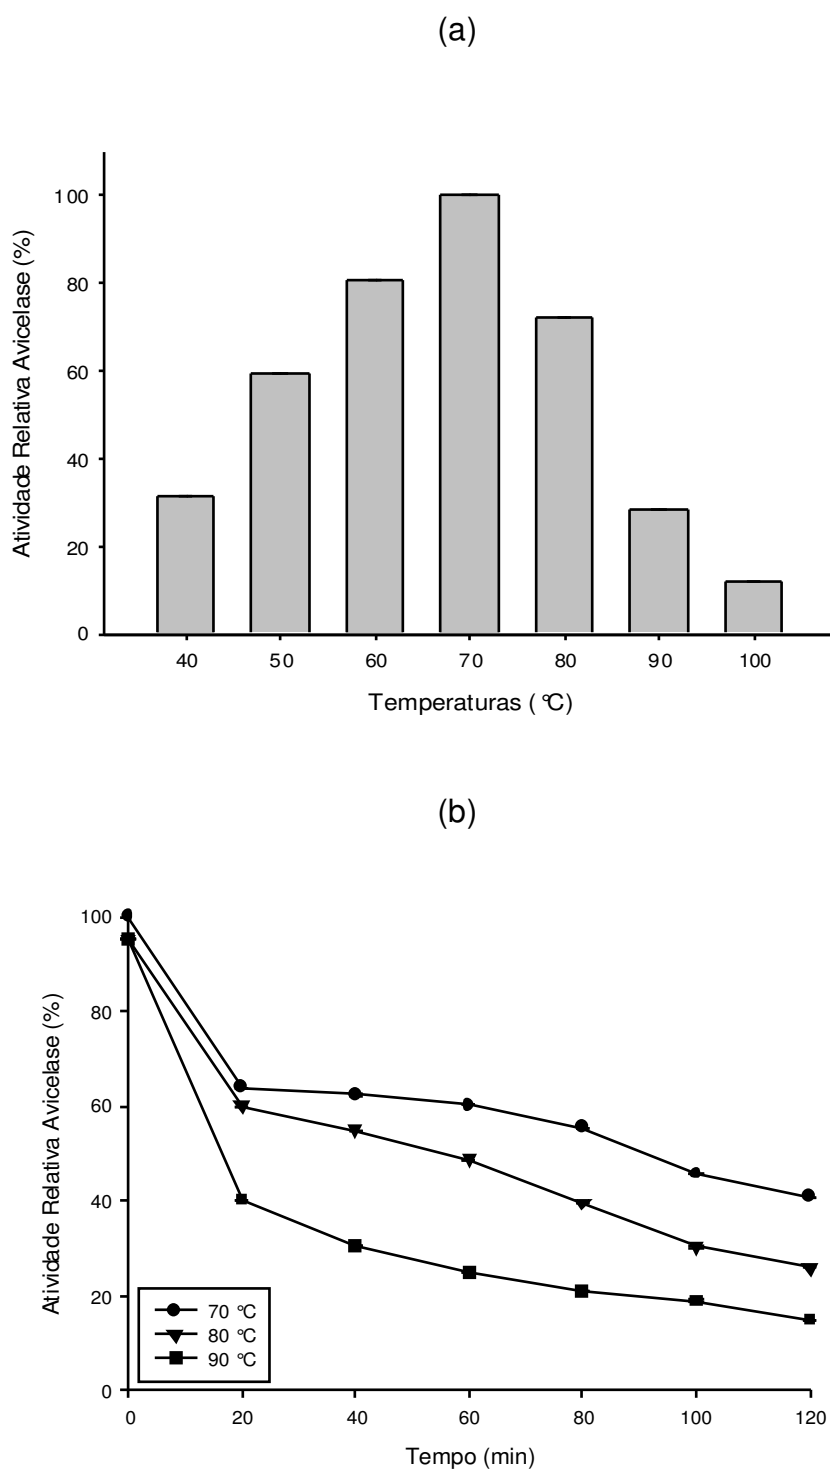 (a)
Atividade Relativa Avicelase (%)
100
80
60
40
20
0
40 50 60 70 80 90 100
Temperaturas ( °C)
(b)
Atividade Relativa Avicelase (%)
100
80
60
40
20
0
70 °C
80 °C
90 °C
0 20 40 60 80 100 120
Tempo (min)